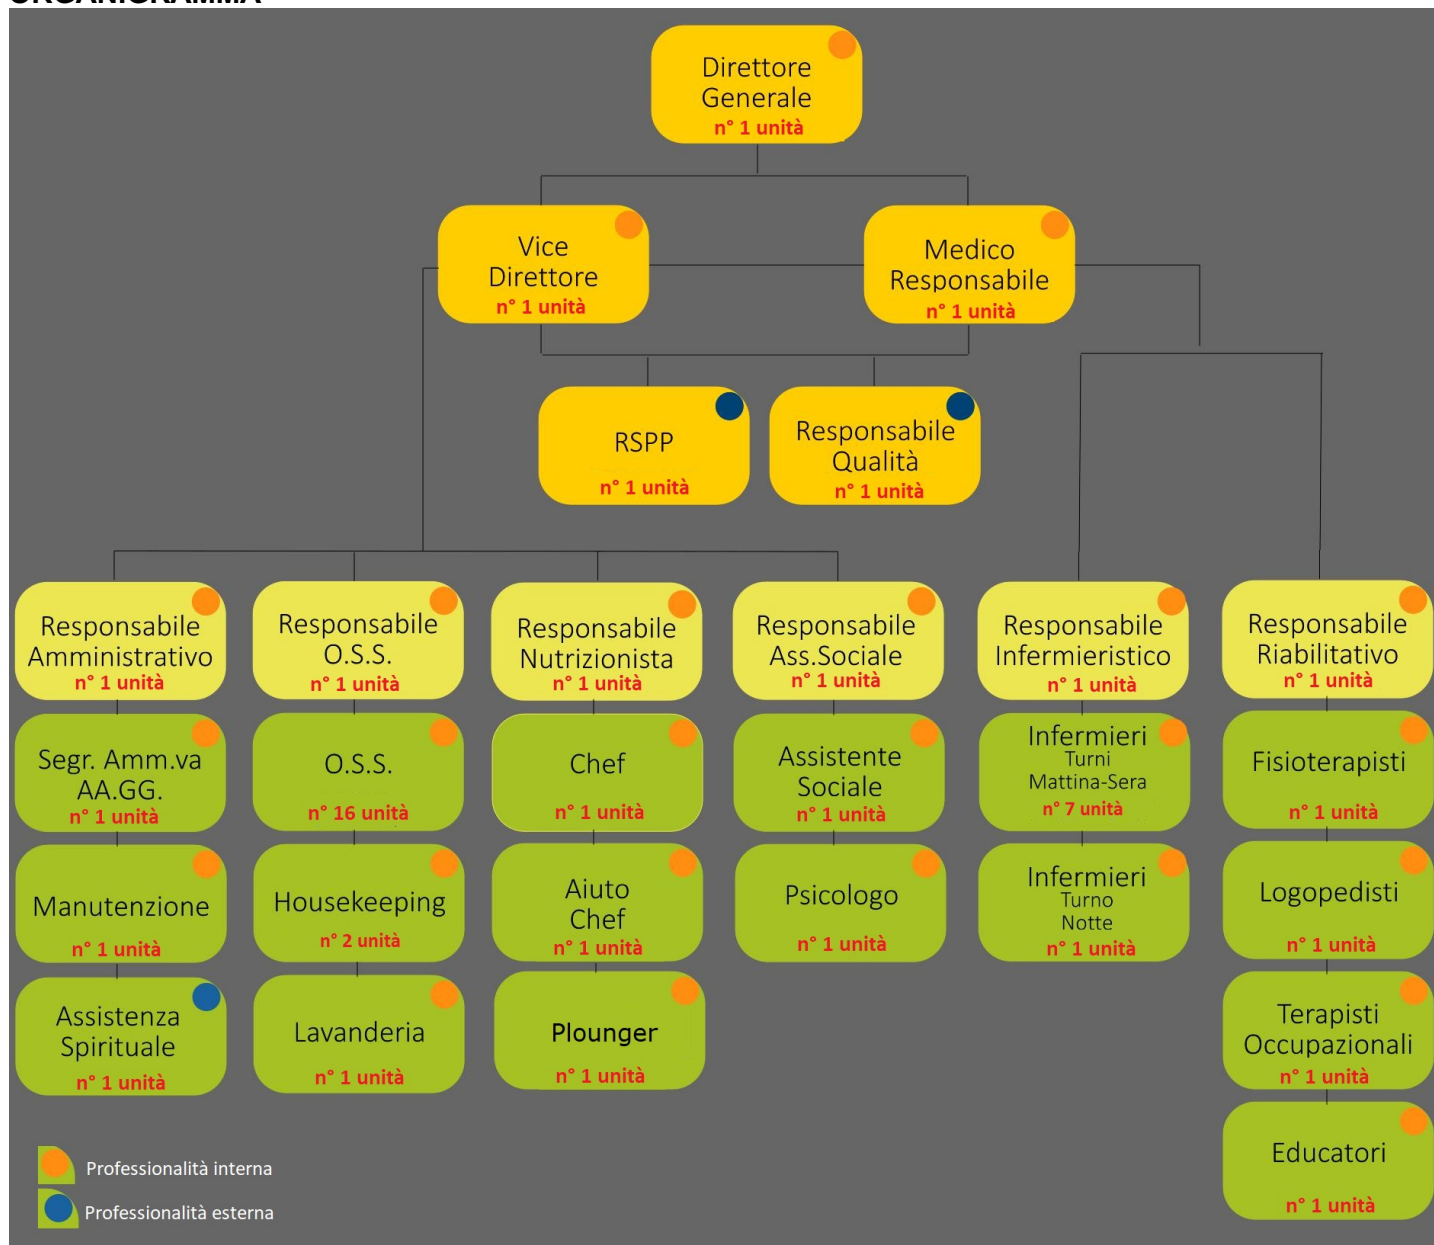 ORGANIGRAMMA
Direttore
Generale
n° 1 unità
Vice
Direttore
n° 1 unità
Medico
Responsabile
n° 1 unità
RSPP
n° 1 unità
Responsabile
Qualità
n° 1 unità
Responsabile
Amministrativo
n° 1 unità
Responsabile
O.S.S.
n° 1 unità
Responsabile
Nutrizionista
n° 1 unità
Responsabile
Ass.Sociale
n° 1 unità
Responsabile
Infermieristico
n° 1 unità
Responsabile
Riabilitativo
n° 1 unità
Segr. Amm.va
AA.GG.
n° 1 unità
O.S.S.
n° 16 unità
Chef
n° 1 unità
Assistente
Sociale
n° 1 unità
Infermieri
Turni
Mattina-Sera
n° 7 unità
Fisioterapisti
n° 1 unità
Manutenzione
n° 1 unità
Housekeeping
n° 2 unità
Aiuto
Chef
n° 1 unità
Psicologo
n° 1 unità
Infermieri
Turno
Notte
n° 1 unità
Logopedisti
n° 1 unità
Assistenza
Spirituale
n° 1 unità
Lavanderia
n° 1 unità
Plounger
n° 1 unità
Terapisti
Occupazionali
n° 1 unità
Educatori
n° 1 unità
Professionalità interna
Professionalità esterna